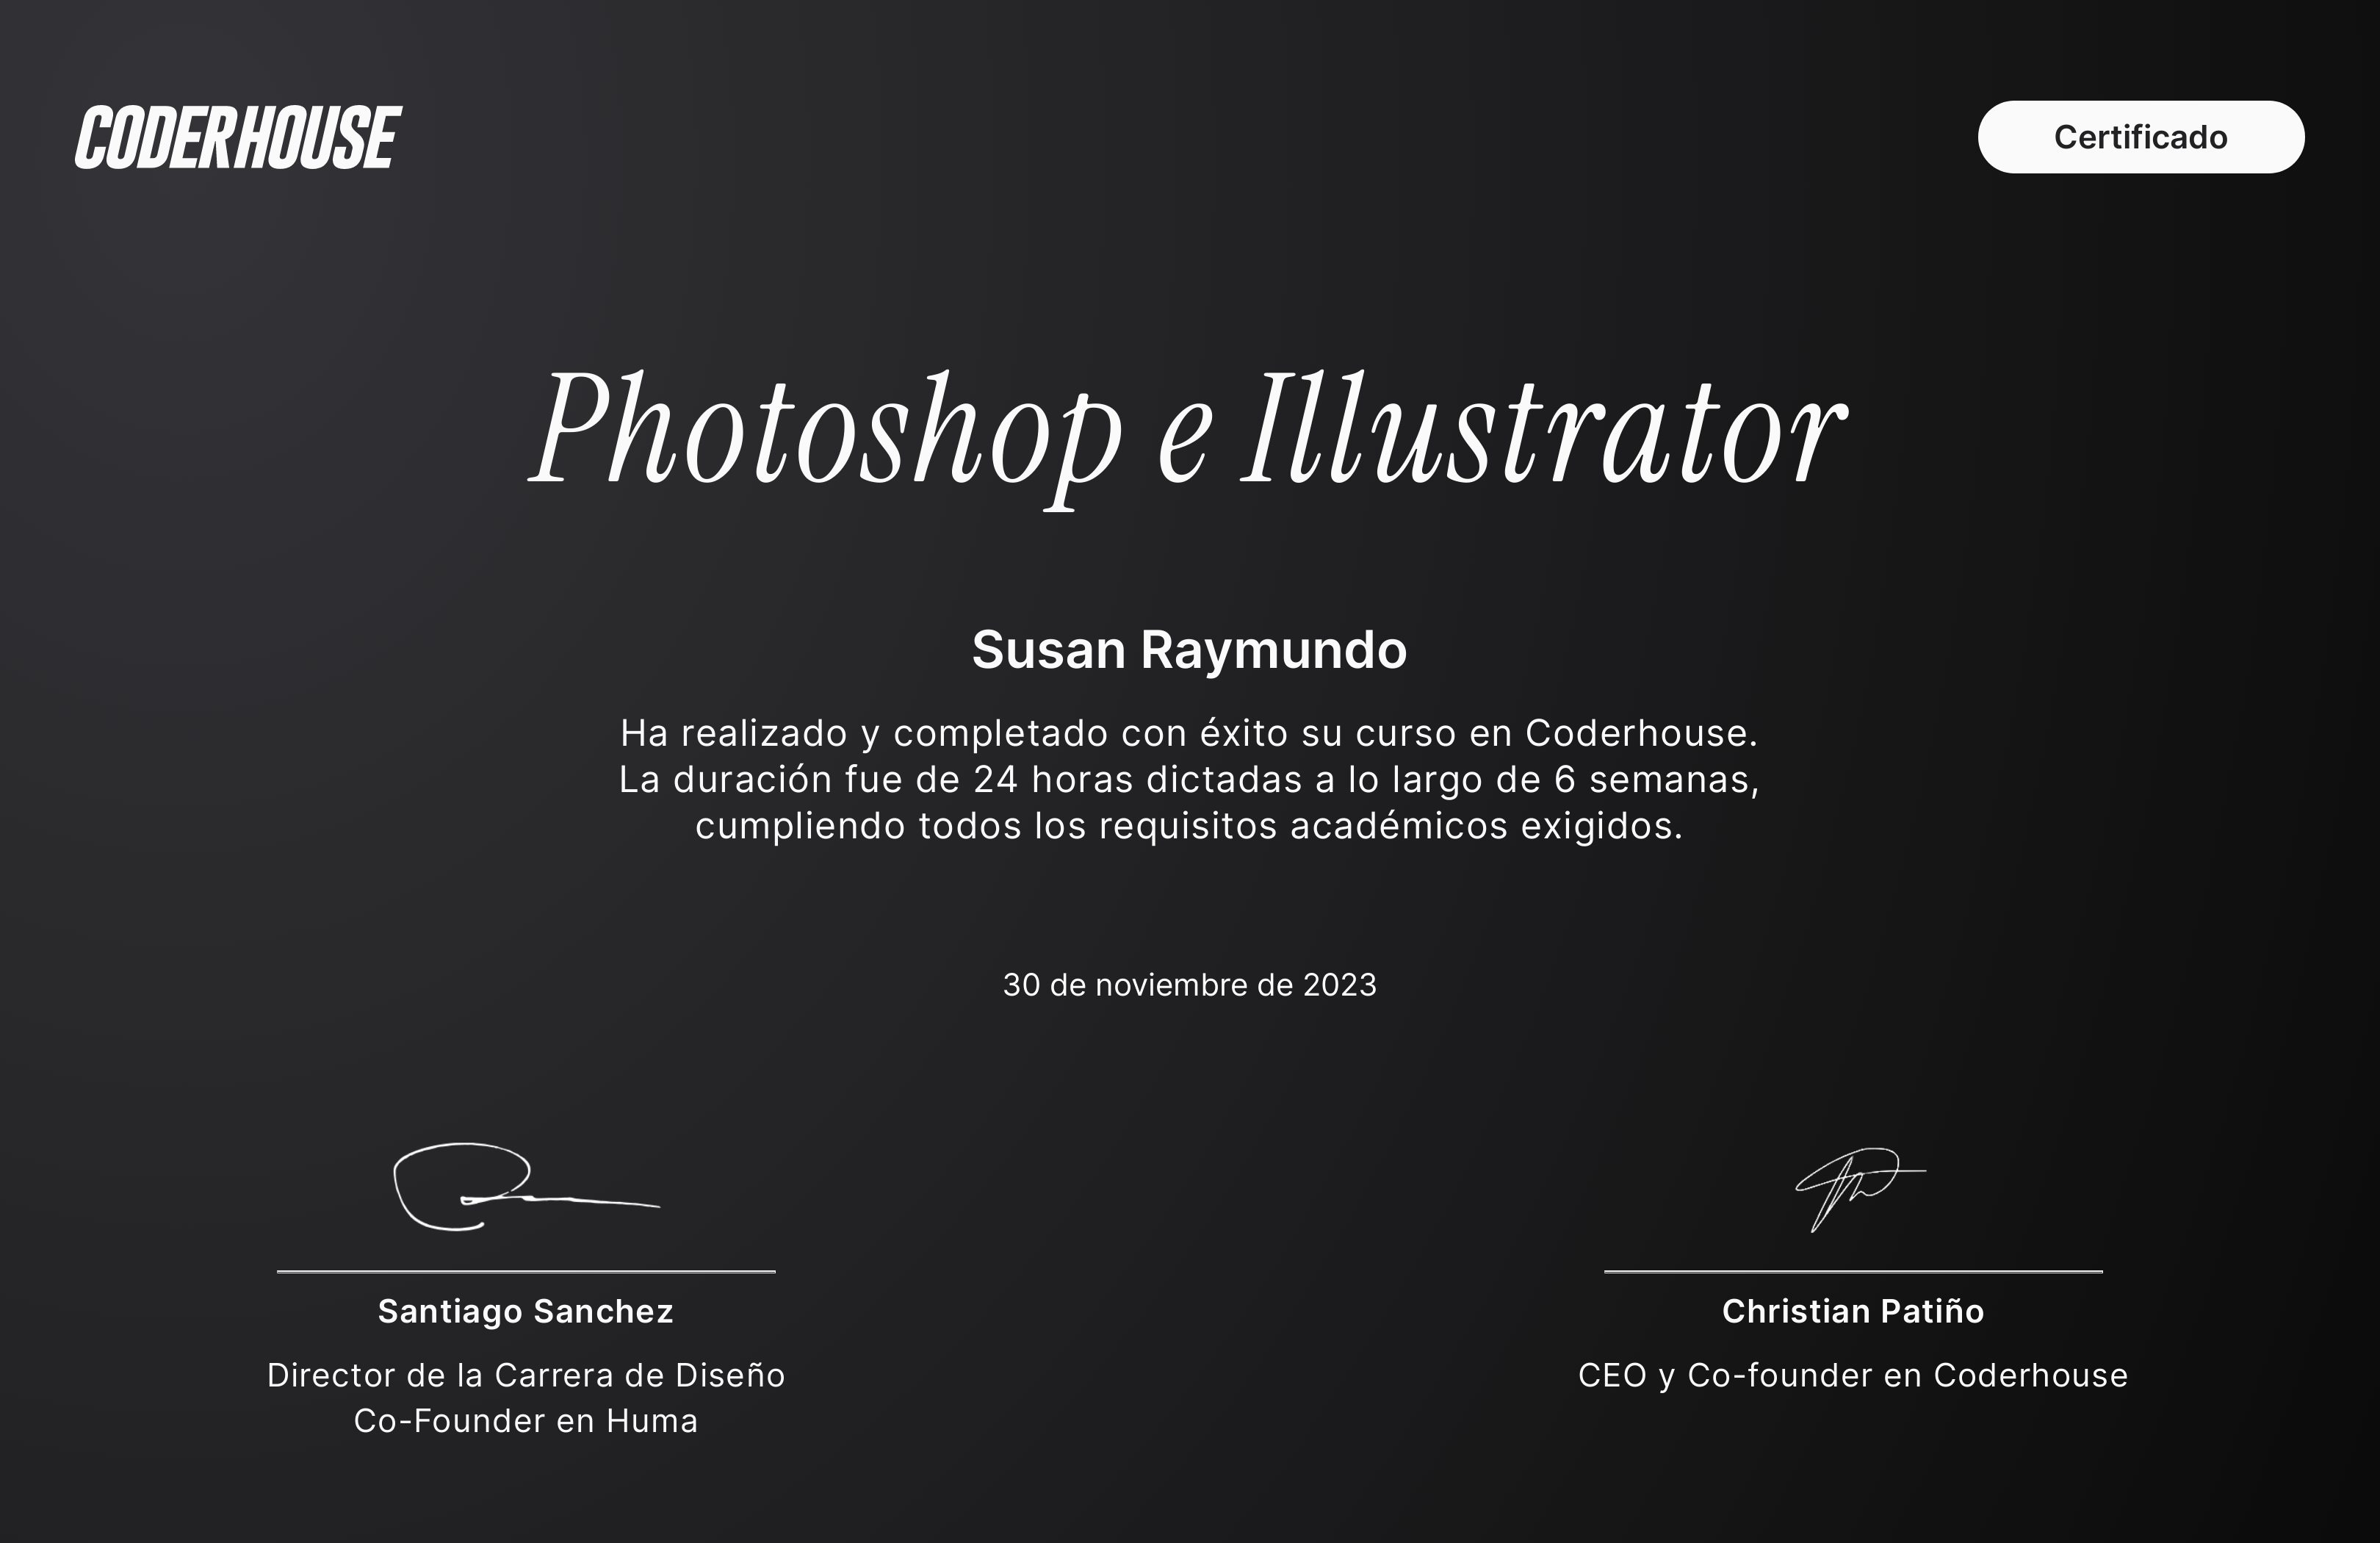 CODERHOUSE
Certificado
Photoshop e Illustrator
Susan Raymundo
Ha realizado y completado con éxito su curso en Coderhouse.
La duración fue de 24 horas dictadas a lo largo de 6 semanas,
cumpliendo todos los requisitos académicos exigidos.
30 de noviembre de 2023
Santiago Sanchez
Director de la Carrera de Diseño
Co-Founder en Huma
Christian Patiño
CEO y Co-founder en Coderhouse